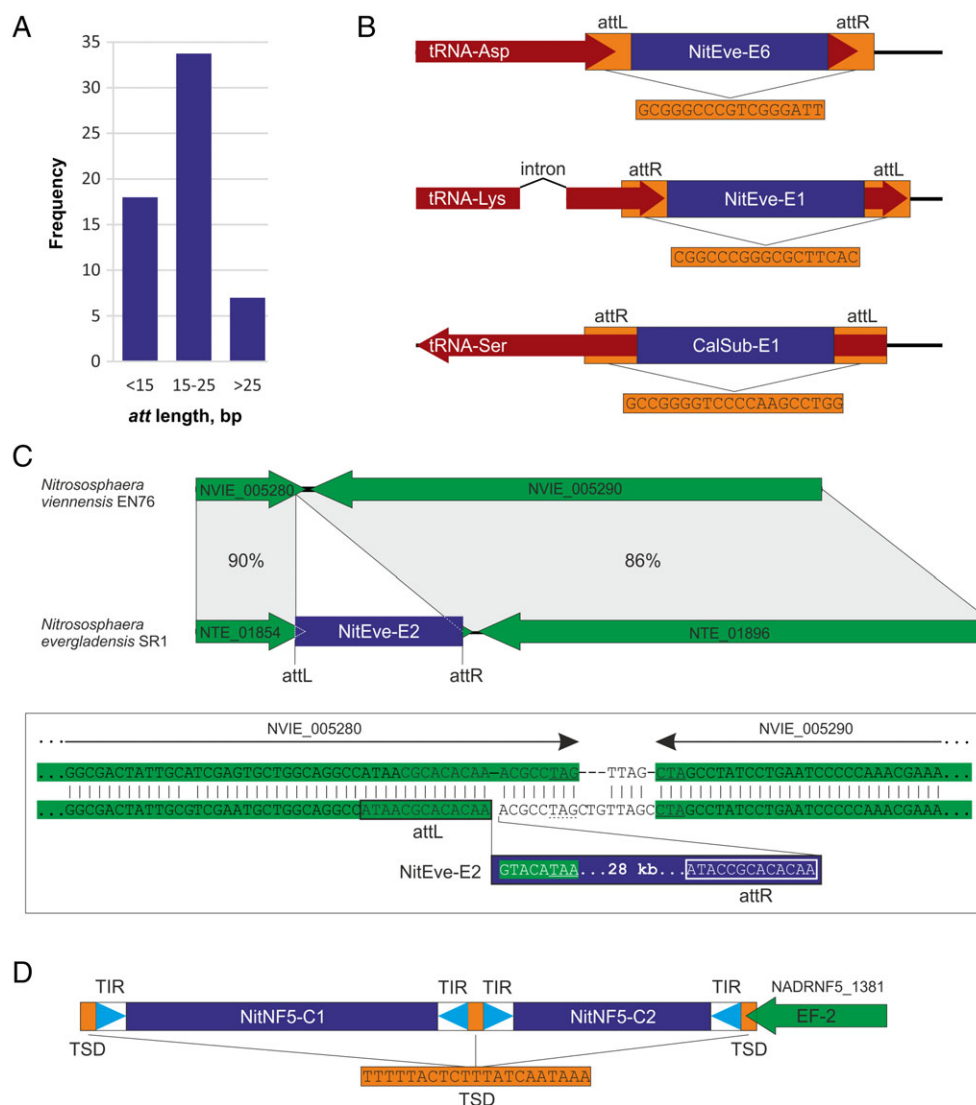 A
35
30
25
20
15
10
5
0
Frequency
<15 15-25 >25
att length, bp
B
attL attR
tRNA-Asp NitEve-E6
GCGGGCCCGTCGGGATT
intron attR attL
tRNA-Lys NitEve-E1
CGGCCCGGGCGCTTCAC
attR attL
tRNA-Ser CalSub-E1
GCCGGGGTCCCCAAGCCTGG
C
Nitrososphaera
viennensis EN76
NVIE_005280 NVIE_005290
90% 86%
Nitrososphaera
evergladensis SR1
NTE_01854 NitEve-E2 NTE_01896
attL attR
NVIE_005280 NVIE_005290
... ...
...GGCGACTATTGCATCGAGTGCTGGCAGGCCATAACGCACACAA–ACGCCTAG---TTAG–CTAGCCTATCCTGAATCCCCCAAACGAAA...
...GGCGACTATTGCGTCGAATGCTGGCAGGCCATAACGCACACAA ACGCCTAGCTGTTAGCCTAGCCTATCCTGAATCCCCCAAACGAAA...
attL
NitEve-E2 GTACATAA...28 kb...ATACCGCACACAA
attR
D
TIR TIR TIR TIR NADRNF5_1381
NitNF5-C1 NitNF5-C2 EF-2
TSD TSD
TTTTTACTCTTTATCAATAAA
TSD